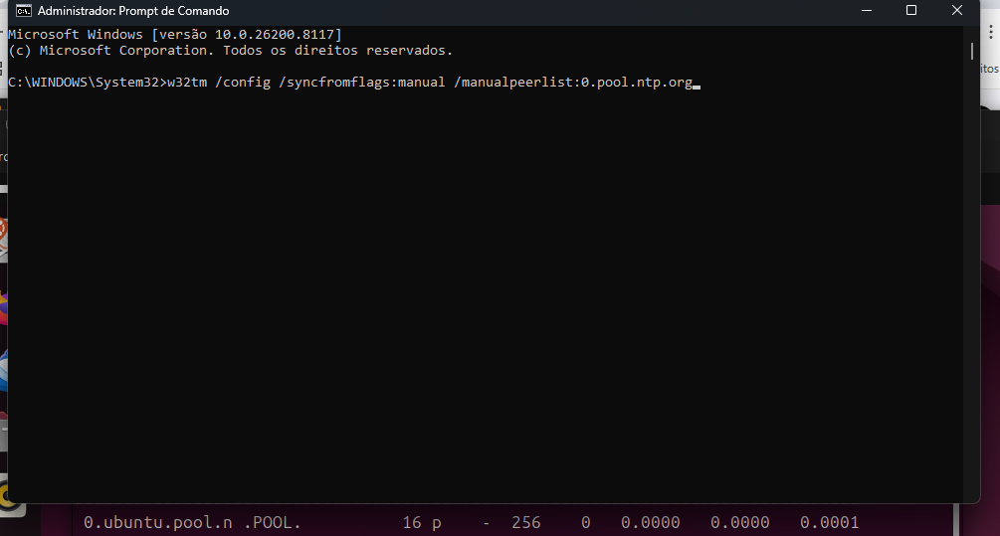 Administrador: Prompt de Comando
Microsoft Windows [versão 10.0.26200.8117]
(c) Microsoft Corporation. Todos os direitos reservados.
C:\WINDOWS\System32>w32tm /config /syncfromflags:manual /manualpeerlist:0.pool.ntp.org
itos
0.ubuntu.pool.n .POOL. 16 p - 256 0 0.0000 0.0000 0.0001